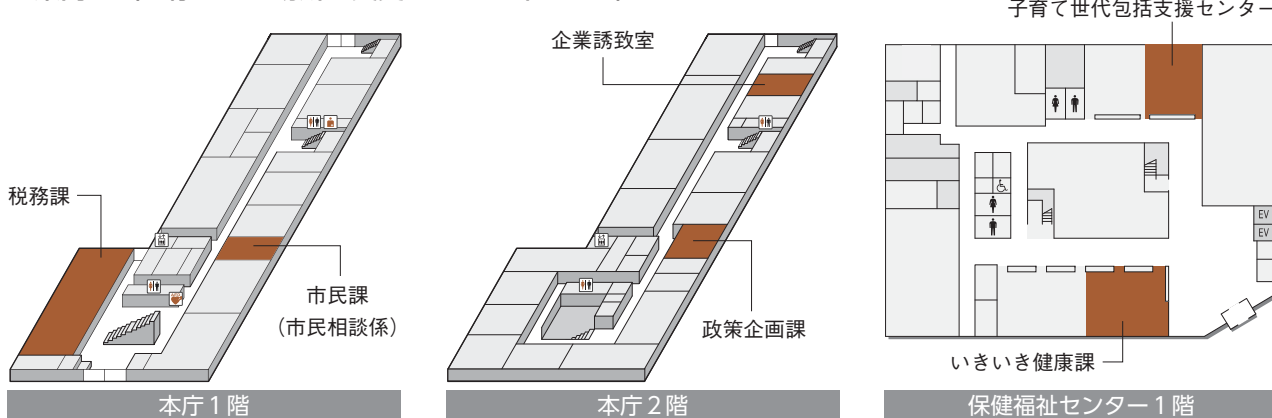 子育て世代包括支援センター
企業誘致室
税務課
市民課
（市民相談係）
政策企画課
EV
EV
いきいき健康課
本庁１階
本庁２階
保健福祉センター１階